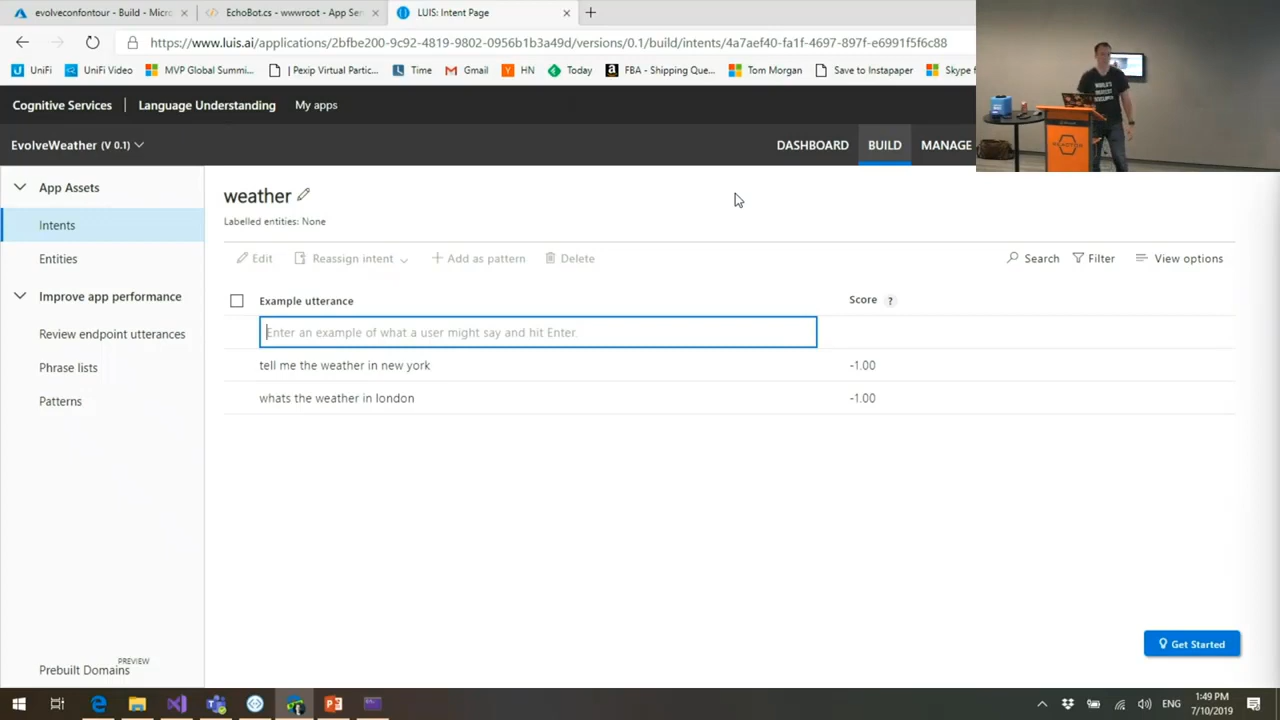 evolveconfontour - Build - Micro
EchoBot.cs - wwwroot - App Ser
LUIS: Intent Page
https://www.luis.ai/applications/2bfbe200-9c92-4819-9802-0956b1b3a49d/versions/0.1/build/intents/4a7aef40-fa1f-4697-897f-e6991f5f6c88
UniFi
UniFi Video
MVP Global Summi...
| Pexip Virtual Partic...
Time
Gmail
HN
Today
FBA - Shipping Que...
Tom Morgan
Save to Instapaper
Skype f
Cognitive Services
Language Understanding
My apps
EvolveWeather (V 0.1)
DASHBOARD
BUILD
MANAGE
App Assets
Intents
Entities
Improve app performance
Review endpoint utterances
Phrase lists
Patterns
PREVIEW
Prebuilt Domains
weather
Labelled entities: None
Edit
Reassign intent
Add as pattern
Delete
Search
Filter
View options
Example utterance
Score ?
Enter an example of what a user might say and hit Enter.
tell me the weather in new york
-1.00
whats the weather in london
-1.00
Get Started
REACTOR
ENG
1:49 PM
7/10/2019